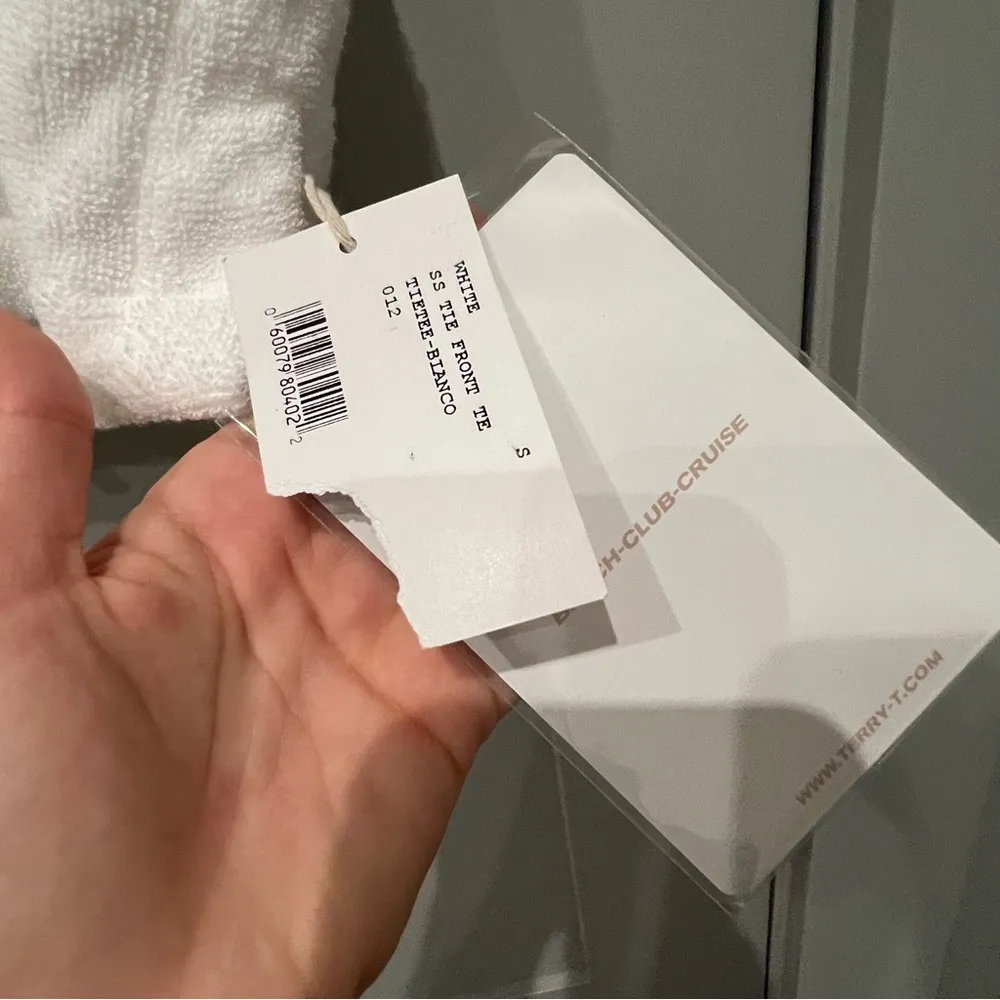 WHITE
SS TIE FRONT TE
TIETEE-BIANCO
012
S
0 60079 80402 2
CH-CLUB-CRUISE
WWW.TERRY-T.COM